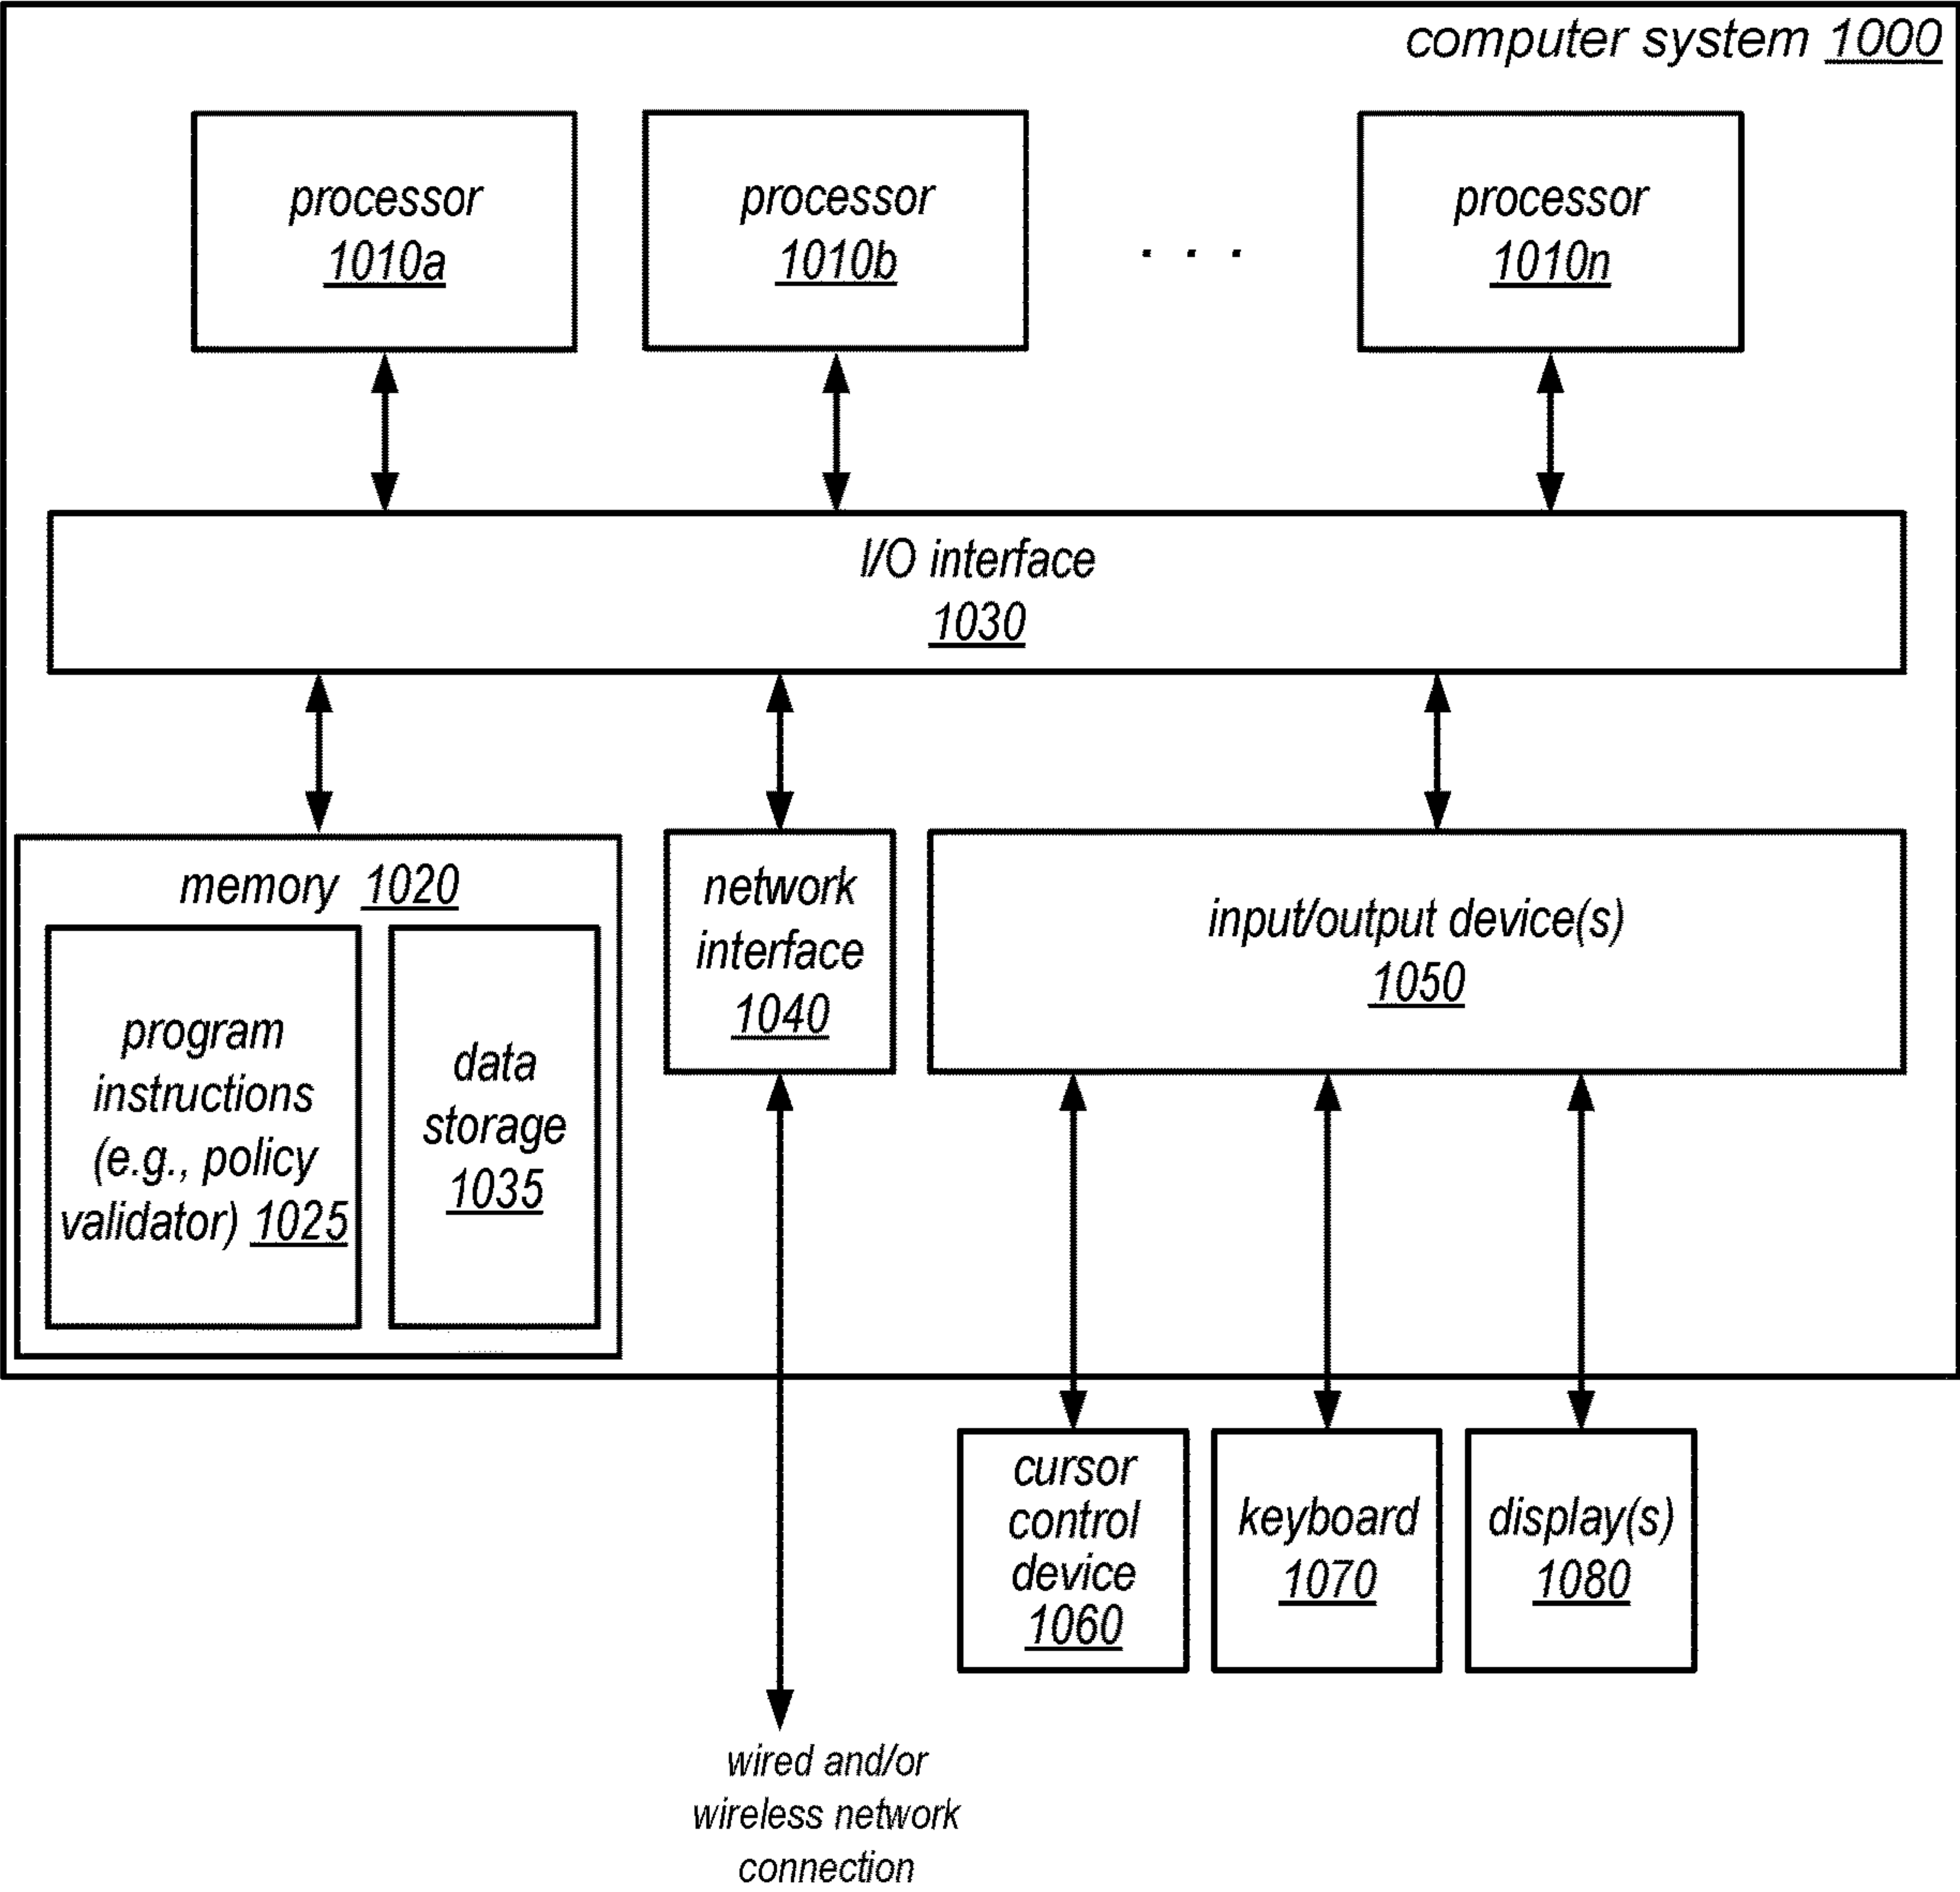 computer system 1000
processor
1010a
processor
1010b
. . .
processor
1010n
I/O interface
1030
memory 1020
program
instructions
(e.g., policy
validator) 1025
data
storage
1035
network
interface
1040
input/output device(s)
1050
cursor
control
device
1060
keyboard
1070
display(s)
1080
wired and/or
wireless network
connection